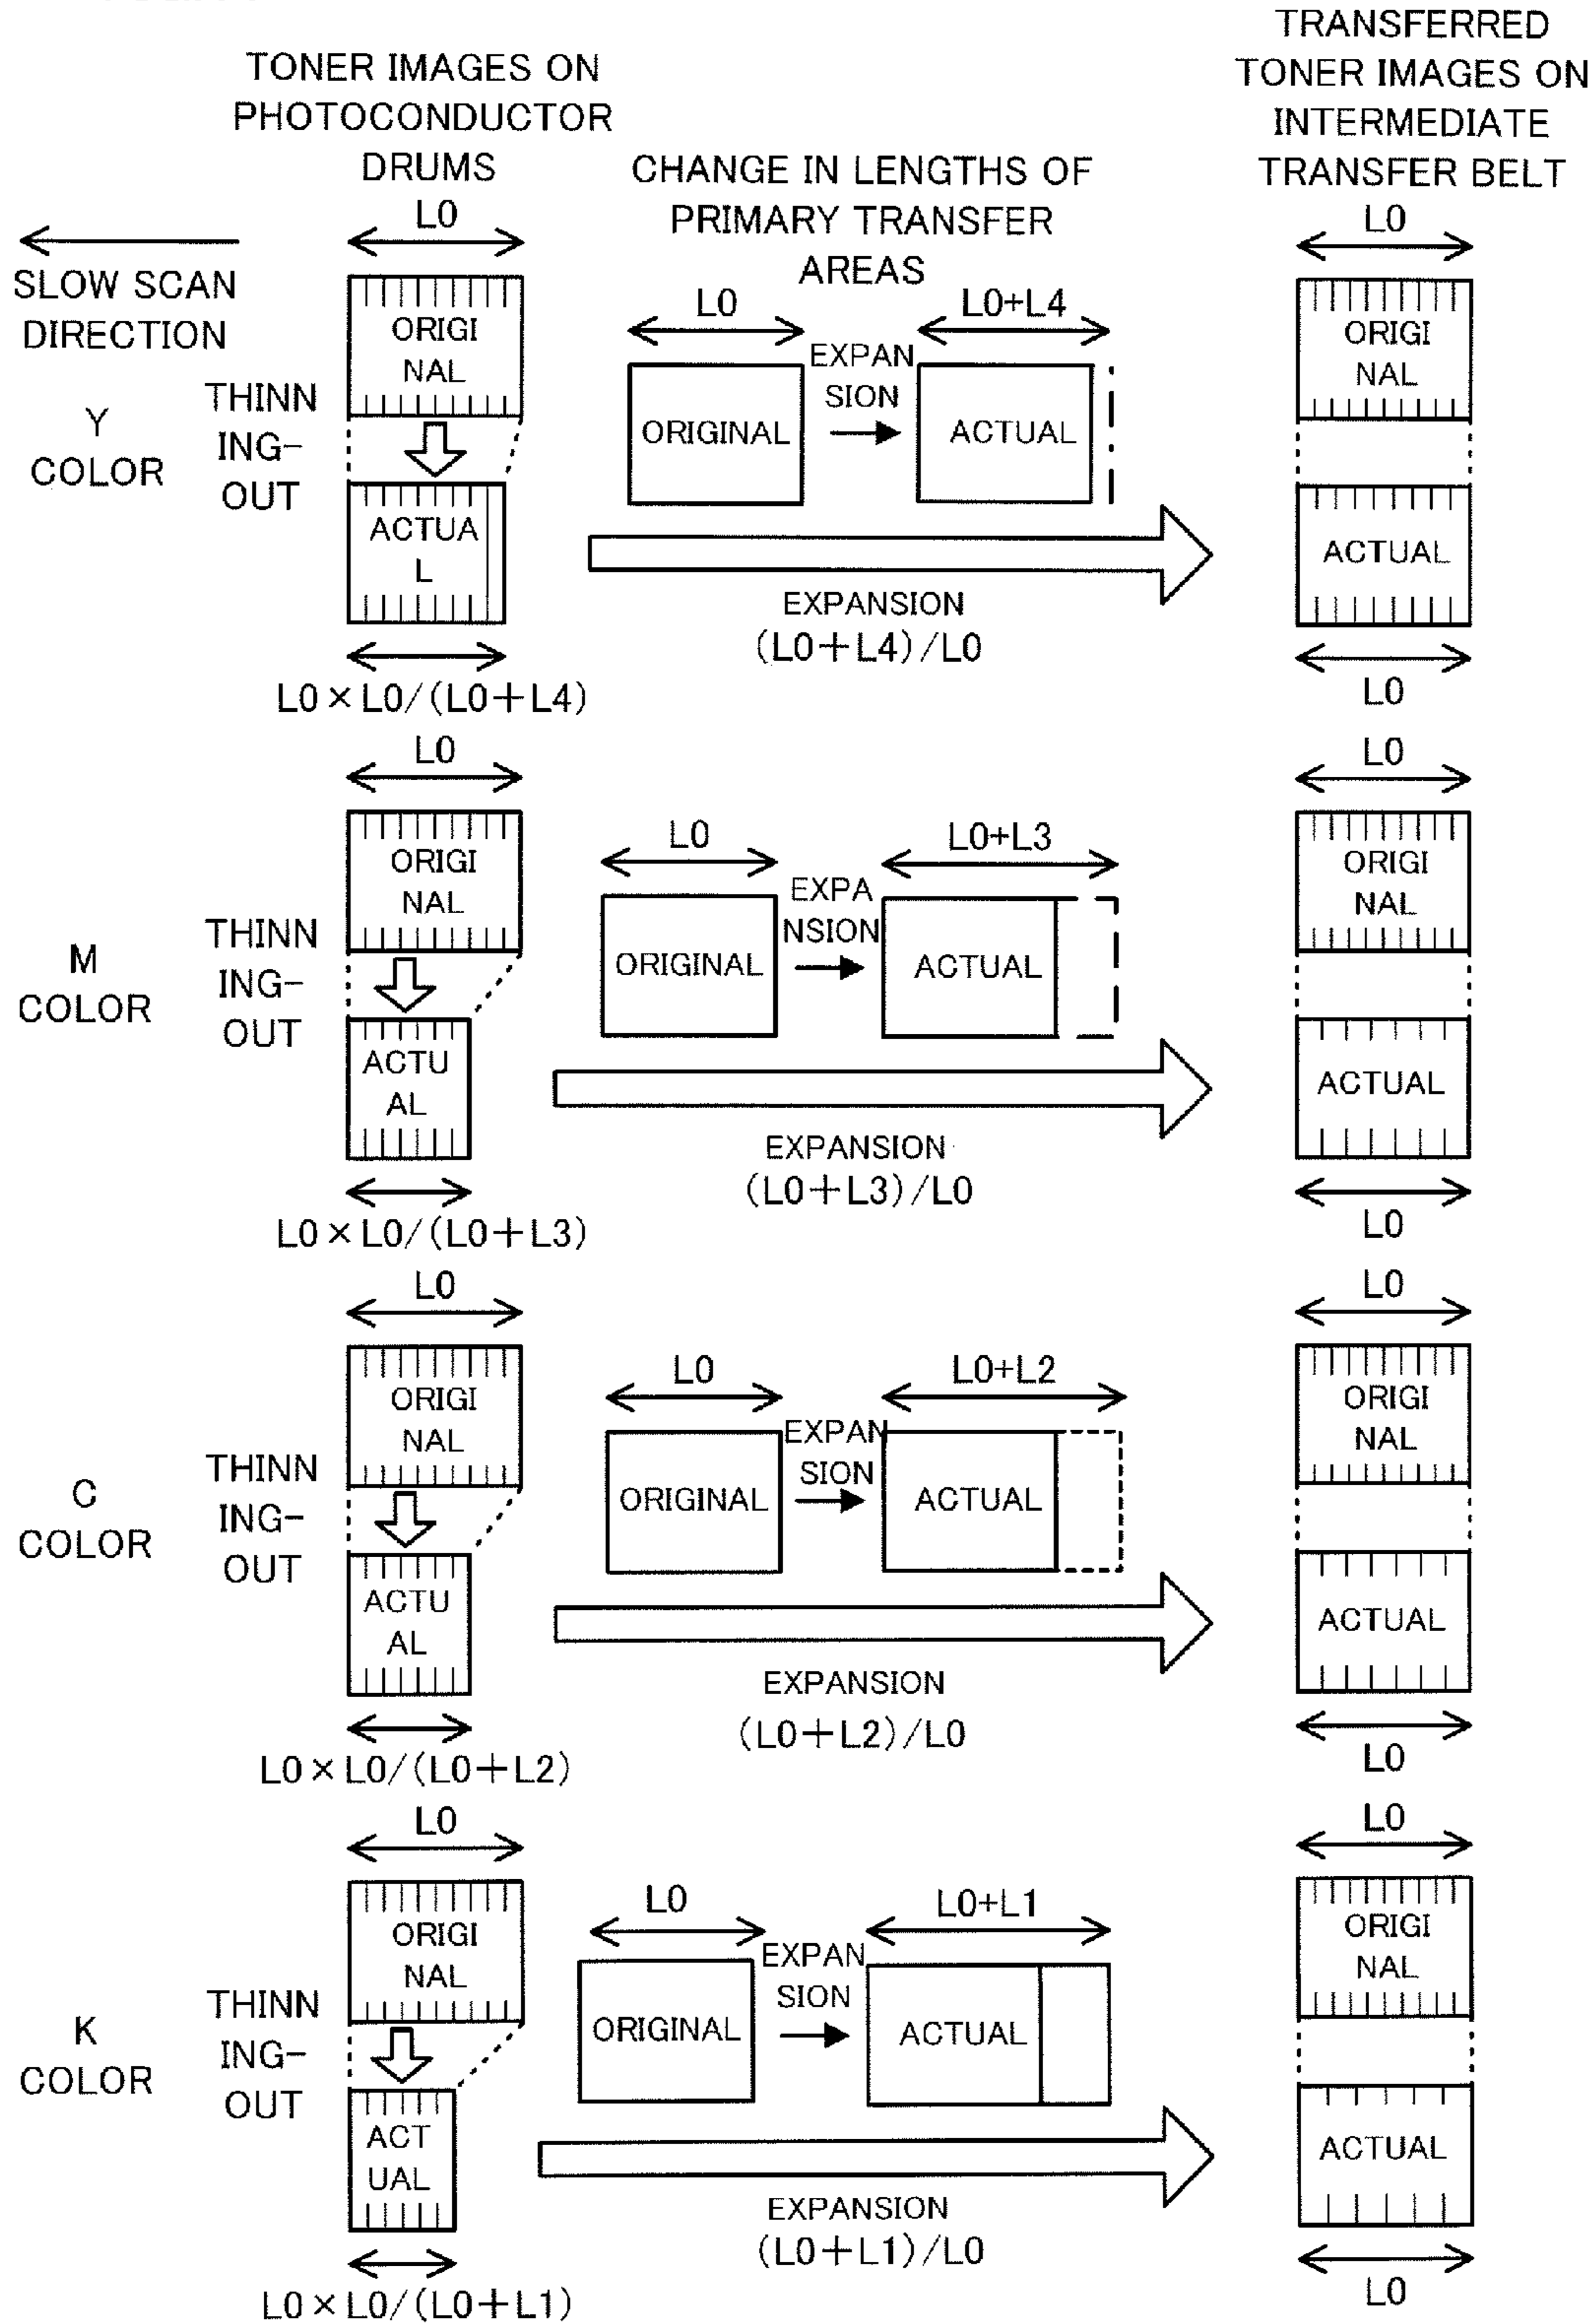 TONER IMAGES ON
PHOTOCONDUCTOR
DRUMS
CHANGE IN LENGTHS OF
PRIMARY TRANSFER
AREAS
TRANSFERRED
TONER IMAGES ON
INTERMEDIATE
TRANSFER BELT
SLOW SCAN
DIRECTION
Y
COLOR
THINN
ING-
OUT
L0
ORIGI
NAL
ACTUA
L
L0×L0/(L0+L4)
L0
ORIGINAL
EXPAN
SION
L0+L4
ACTUAL
EXPANSION
(L0+L4)/L0
L0
ORIGI
NAL
ACTUAL
L0
M
COLOR
THINN
ING-
OUT
L0
ORIGI
NAL
ACTU
AL
L0×L0/(L0+L3)
L0
ORIGINAL
EXPA
NSION
L0+L3
ACTUAL
EXPANSION
(L0+L3)/L0
L0
ORIGI
NAL
ACTUAL
L0
C
COLOR
THINN
ING-
OUT
L0
ORIGI
NAL
ACTU
AL
L0×L0/(L0+L2)
L0
ORIGINAL
EXPAN
SION
L0+L2
ACTUAL
EXPANSION
(L0+L2)/L0
L0
ORIGI
NAL
ACTUAL
L0
K
COLOR
THINN
ING-
OUT
L0
ORIGI
NAL
ACT
UAL
L0×L0/(L0+L1)
L0
ORIGINAL
EXPAN
SION
L0+L1
ACTUAL
EXPANSION
(L0+L1)/L0
L0
ORIGI
NAL
ACTUAL
L0